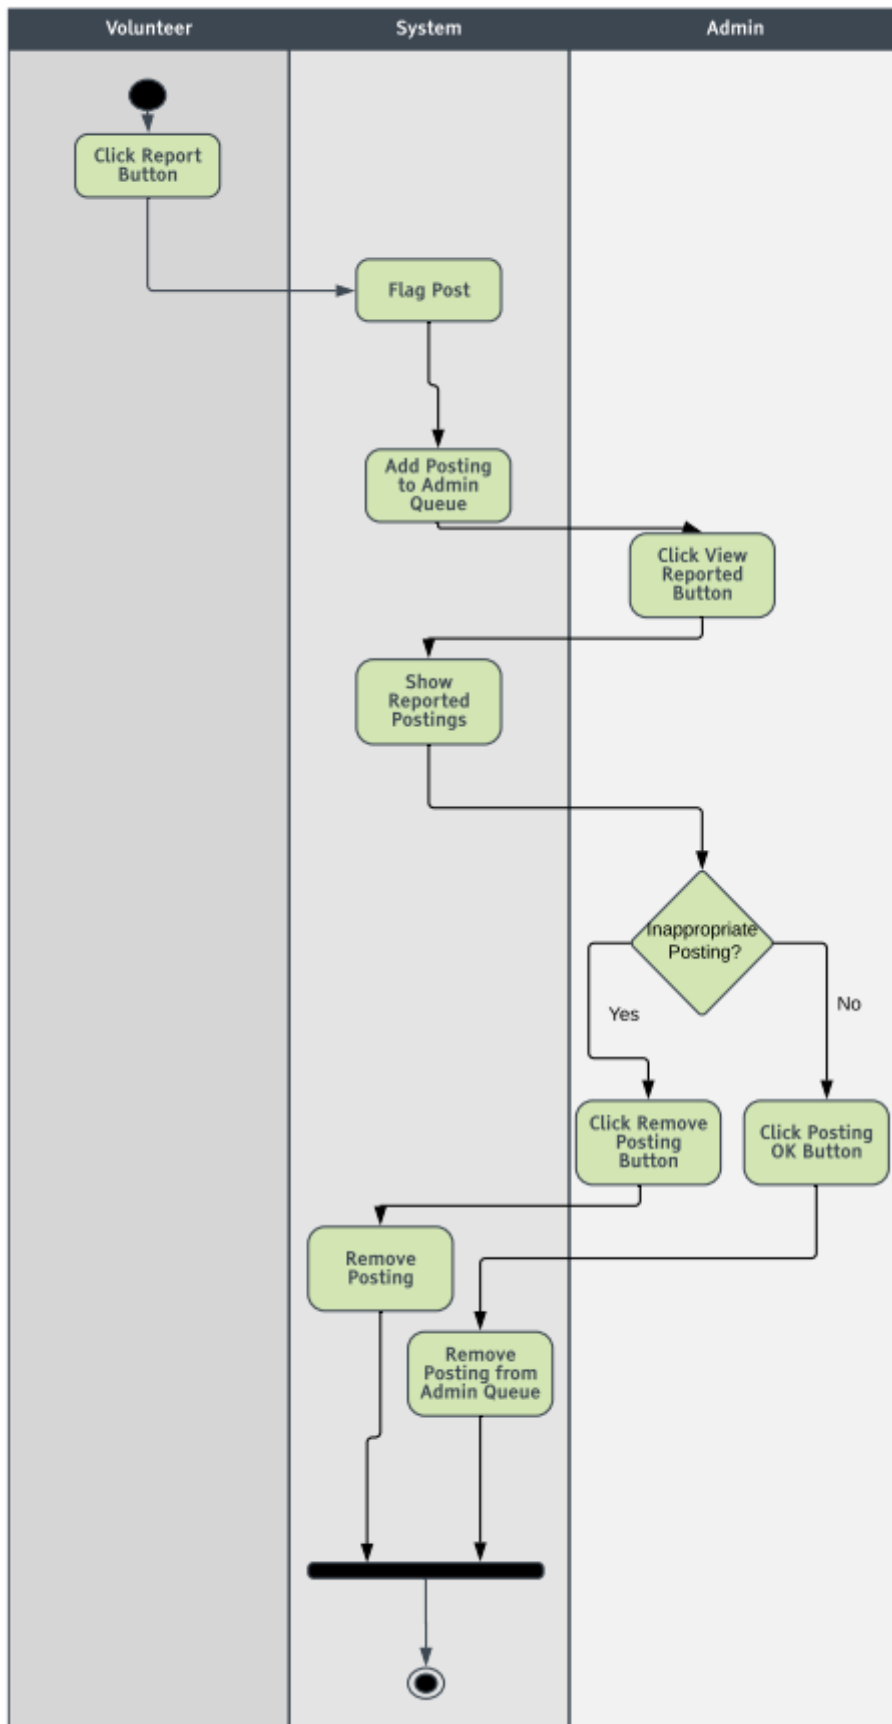 Volunteer
System
Admin
Click Report
Button
Flag Post
Add Posting
to Admin
Queue
Click View
Reported
Button
Show
Reported
Postings
Inappropriate
Posting?
Yes
No
Click Remove
Posting
Button
Click Posting
OK Button
Remove
Posting
Remove
Posting from
Admin Queue